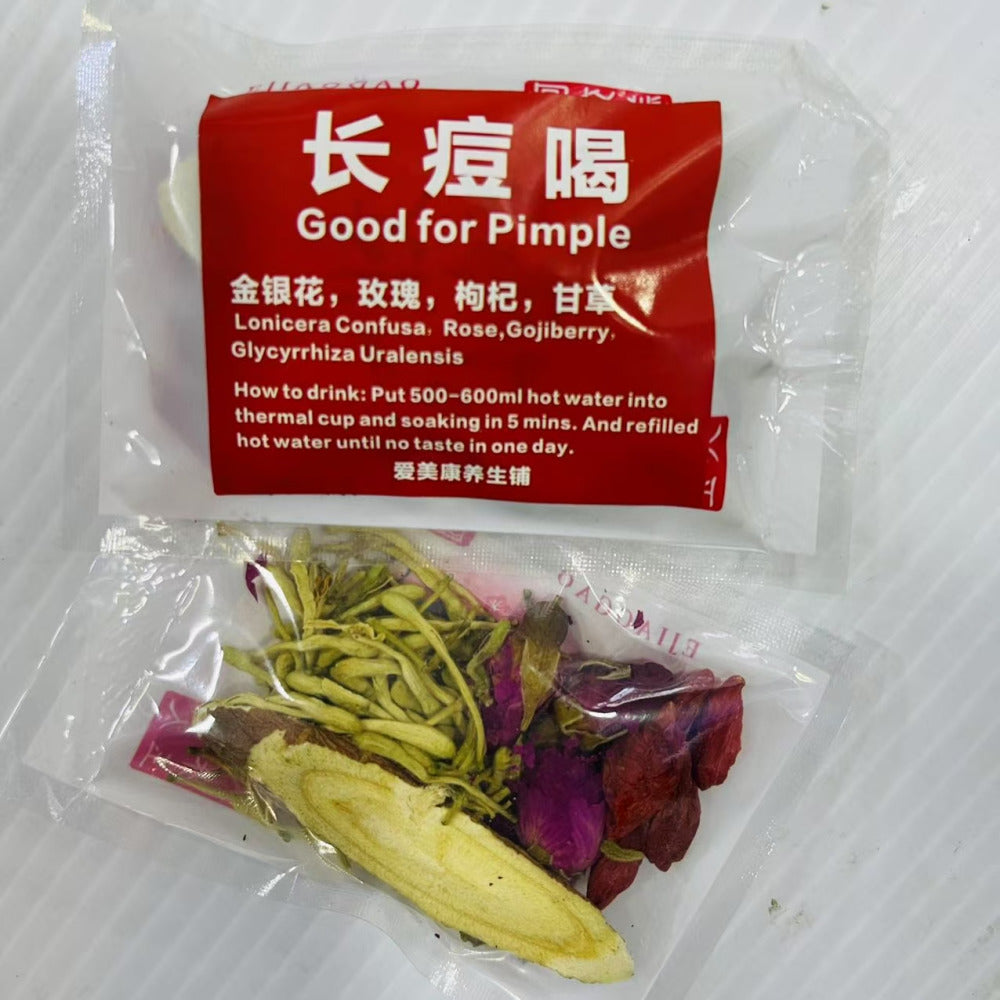 EJIAOGAO
长痘喝
Good for Pimple
金银花，玫瑰，枸杞，甘草
Lonicera Confusa, Rose,Gojiberry,
Glycyrrhiza Uralensis
How to drink: Put 500-600ml hot water into
thermal cup and soaking in 5 mins. And refilled
hot water until no taste in one day.
爱美康养生铺
EJIAOGAO